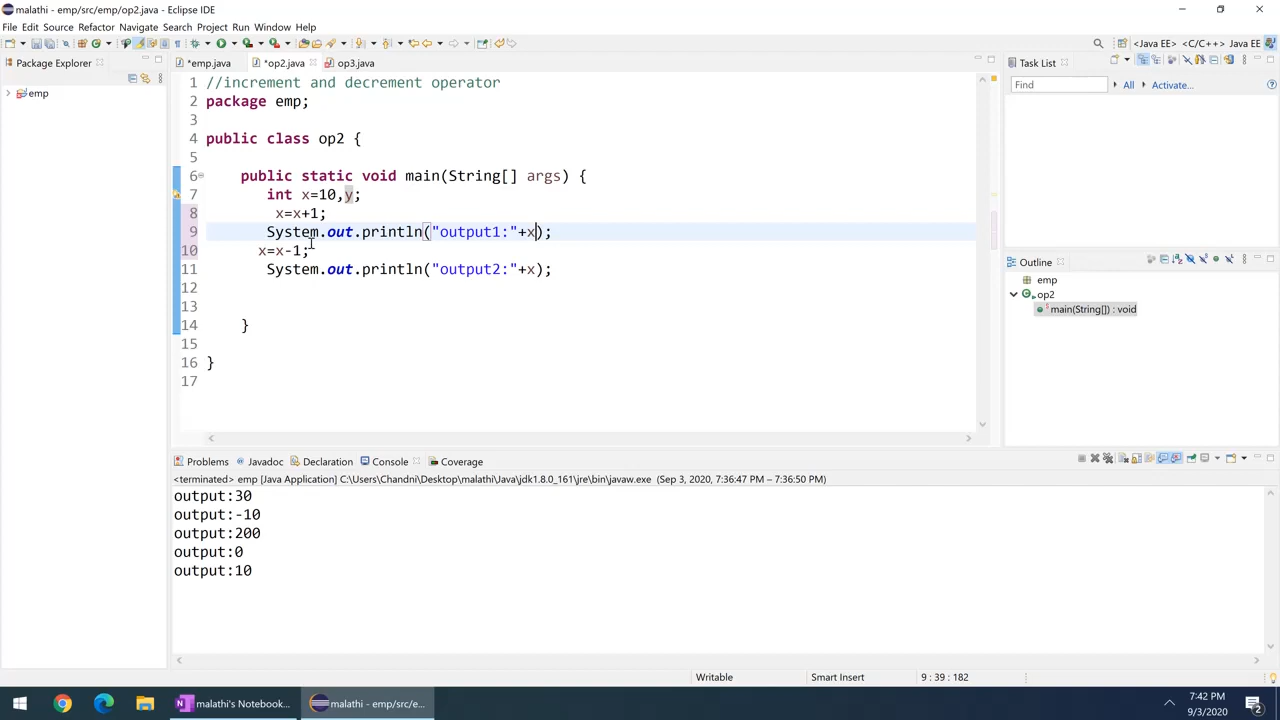 malathi - emp/src/emp/op2.java - Eclipse IDE
File Edit Source Refactor Navigate Search Project Run Window Help
<Java EE> <C/C++> Java EE
Package Explorer
*emp.java *op2.java op3.java
Task List
emp
Find All Activate...
1 //increment and decrement operator
2 package emp;
3
4 public class op2 {
5
6 public static void main(String[] args) {
7 int x=10,y;
8 x=x+1;
9 System.out.println("output1:"+x);
10 x=x-1;
11 System.out.println("output2:"+x);
12
13
14 }
15
16 }
17
Outline
emp
op2
main(String[]) : void
Problems Javadoc Declaration Console Coverage
<terminated> emp [Java Application] C:\Users\Chandni\Desktop\malathi\Java\jdk1.8.0_161\jre\bin\javaw.exe (Sep 3, 2020, 7:36:47 PM – 7:36:50 PM)
output:30
output:-10
output:200
output:0
output:10
Writable Smart Insert 9 : 39 : 182
malathi's Notebook... malathi - emp/src/e...
7:42 PM
9/3/2020
2